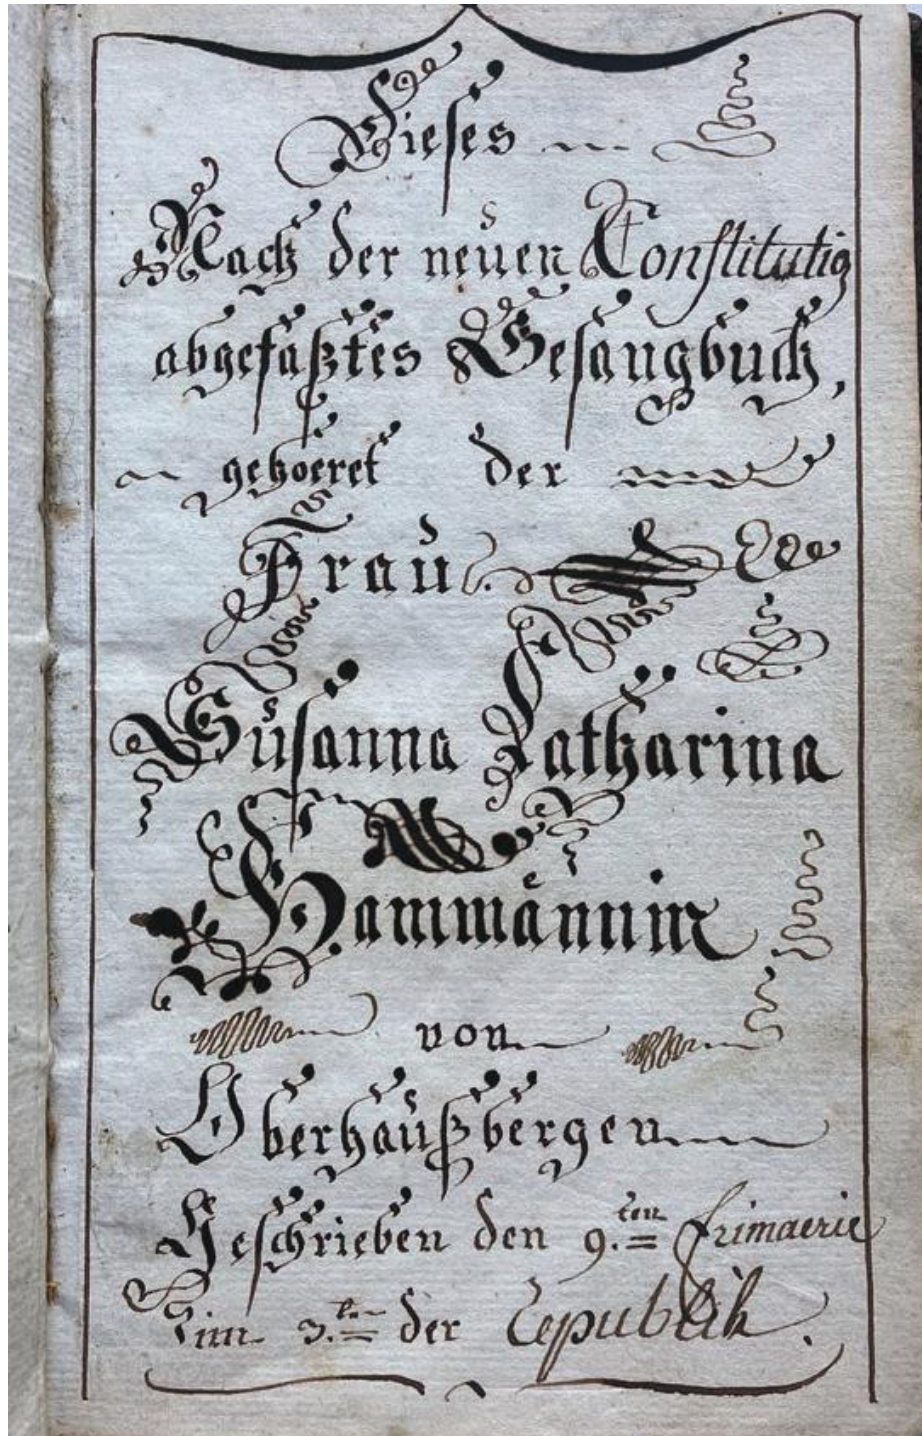 Dieses
Nach der neuen Constitution
abgefaßtes Gesangbuch,
gehoeret der
Frau
Susanna Catharina
Hammännin
von
Oberhaußbergen
Geschrieben den 9.ten frimaerie
im 3.ten der Republik.